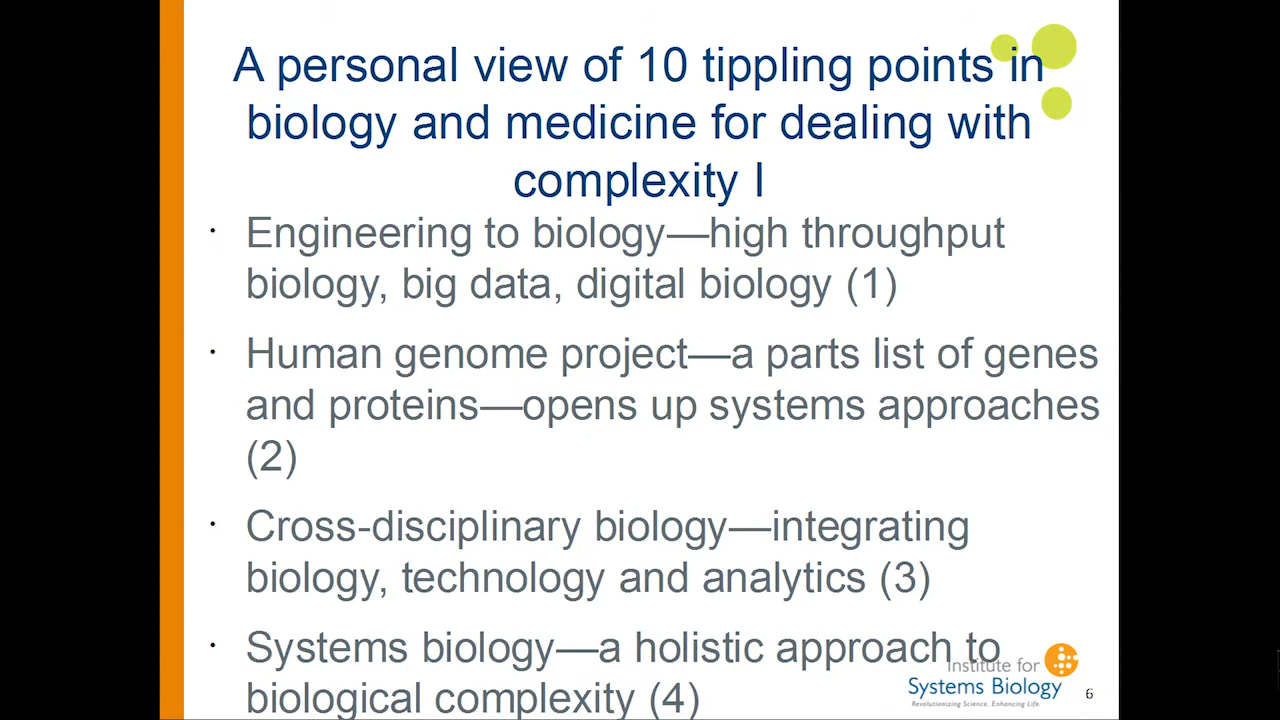 A personal view of 10 tippling points in
biology and medicine for dealing with
complexity I
· Engineering to biology—high throughput
biology, big data, digital biology (1)
· Human genome project—a parts list of genes
and proteins—opens up systems approaches
(2)
· Cross-disciplinary biology—integrating
biology, technology and analytics (3)
· Systems biology—a holistic approach to
biological complexity (4)
Institute for
Systems Biology
Revolutionizing Science. Enhancing Life.
6